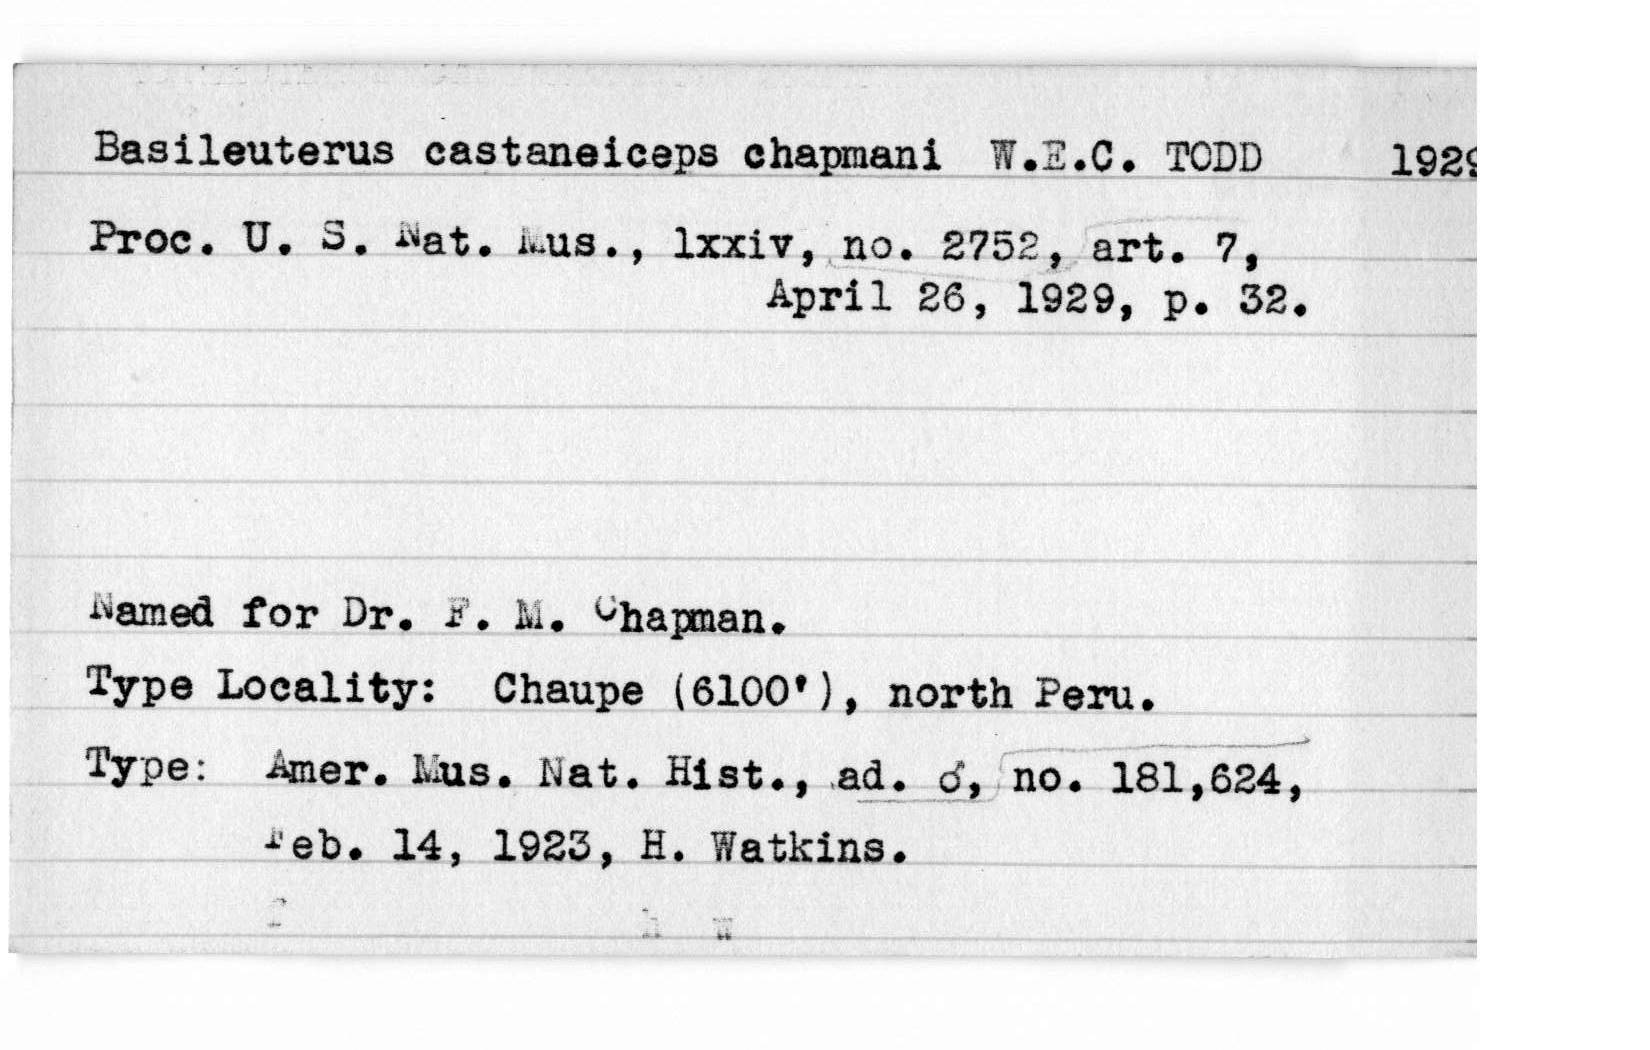 Basileuterus castaneiceps chapmani W.E.C. TODD 1929
Proc. U. S. Nat. Mus., lxxiv, no. 2752, art. 7,
April 26, 1929, p. 32.
Named for Dr. F. M. Chapman.
Type Locality: Chaupe (6100'), north Peru.
Type: Amer. Mus. Nat. Hist., ad. ♂, no. 181,624,
Feb. 14, 1923, H. Watkins.
h w